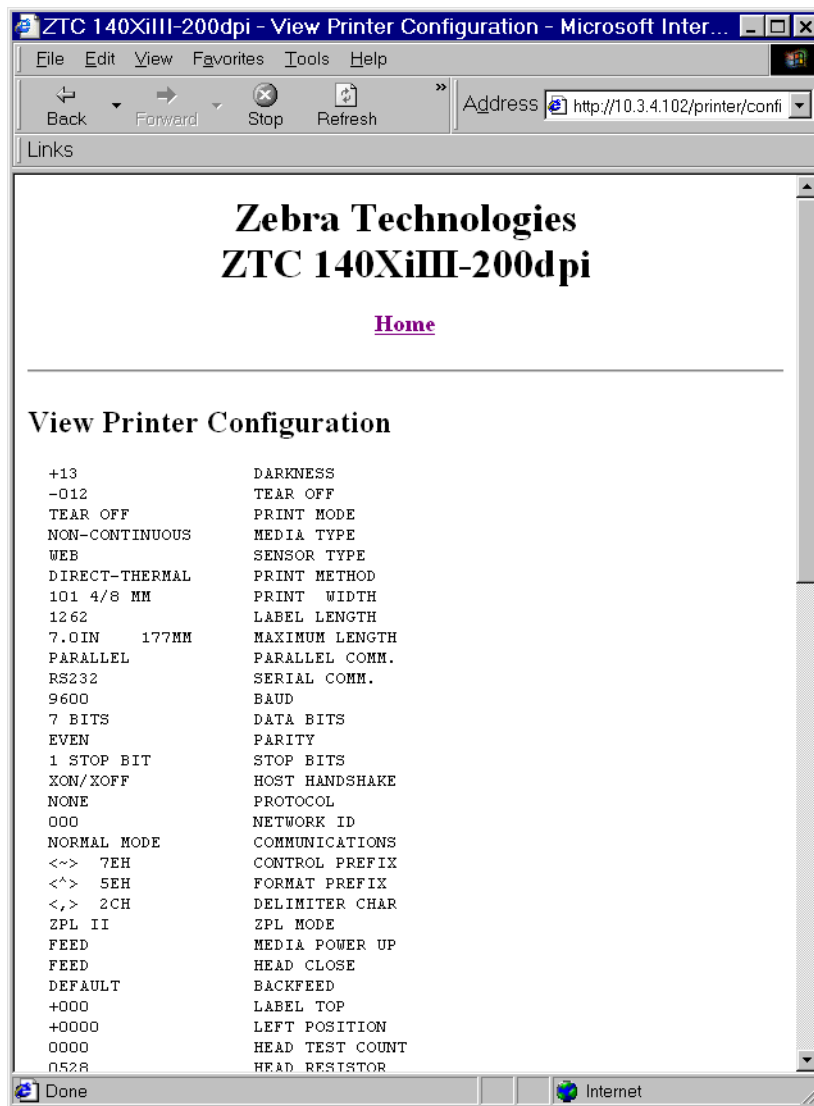 ZTC 140XiIII-200dpi - View Printer Configuration - Microsoft Inter...
File Edit View Favorites Tools Help
Back Forward Stop Refresh » Address http://10.3.4.102/printer/confi
Links
Zebra Technologies
ZTC 140XiIII-200dpi
Home
View Printer Configuration
+13 DARKNESS
-012 TEAR OFF
TEAR OFF PRINT MODE
NON-CONTINUOUS MEDIA TYPE
WEB SENSOR TYPE
DIRECT-THERMAL PRINT METHOD
101 4/8 MM PRINT WIDTH
1262 LABEL LENGTH
7.0IN 177MM MAXIMUM LENGTH
PARALLEL PARALLEL COMM.
RS232 SERIAL COMM.
9600 BAUD
7 BITS DATA BITS
EVEN PARITY
1 STOP BIT STOP BITS
XON/XOFF HOST HANDSHAKE
NONE PROTOCOL
000 NETWORK ID
NORMAL MODE COMMUNICATIONS
<~> 7EH CONTROL PREFIX
<^> 5EH FORMAT PREFIX
<,> 2CH DELIMITER CHAR
ZPL II ZPL MODE
FEED MEDIA POWER UP
FEED HEAD CLOSE
DEFAULT BACKFEED
+000 LABEL TOP
+0000 LEFT POSITION
0000 HEAD TEST COUNT
0528 HEAD RESISTOR
Done Internet